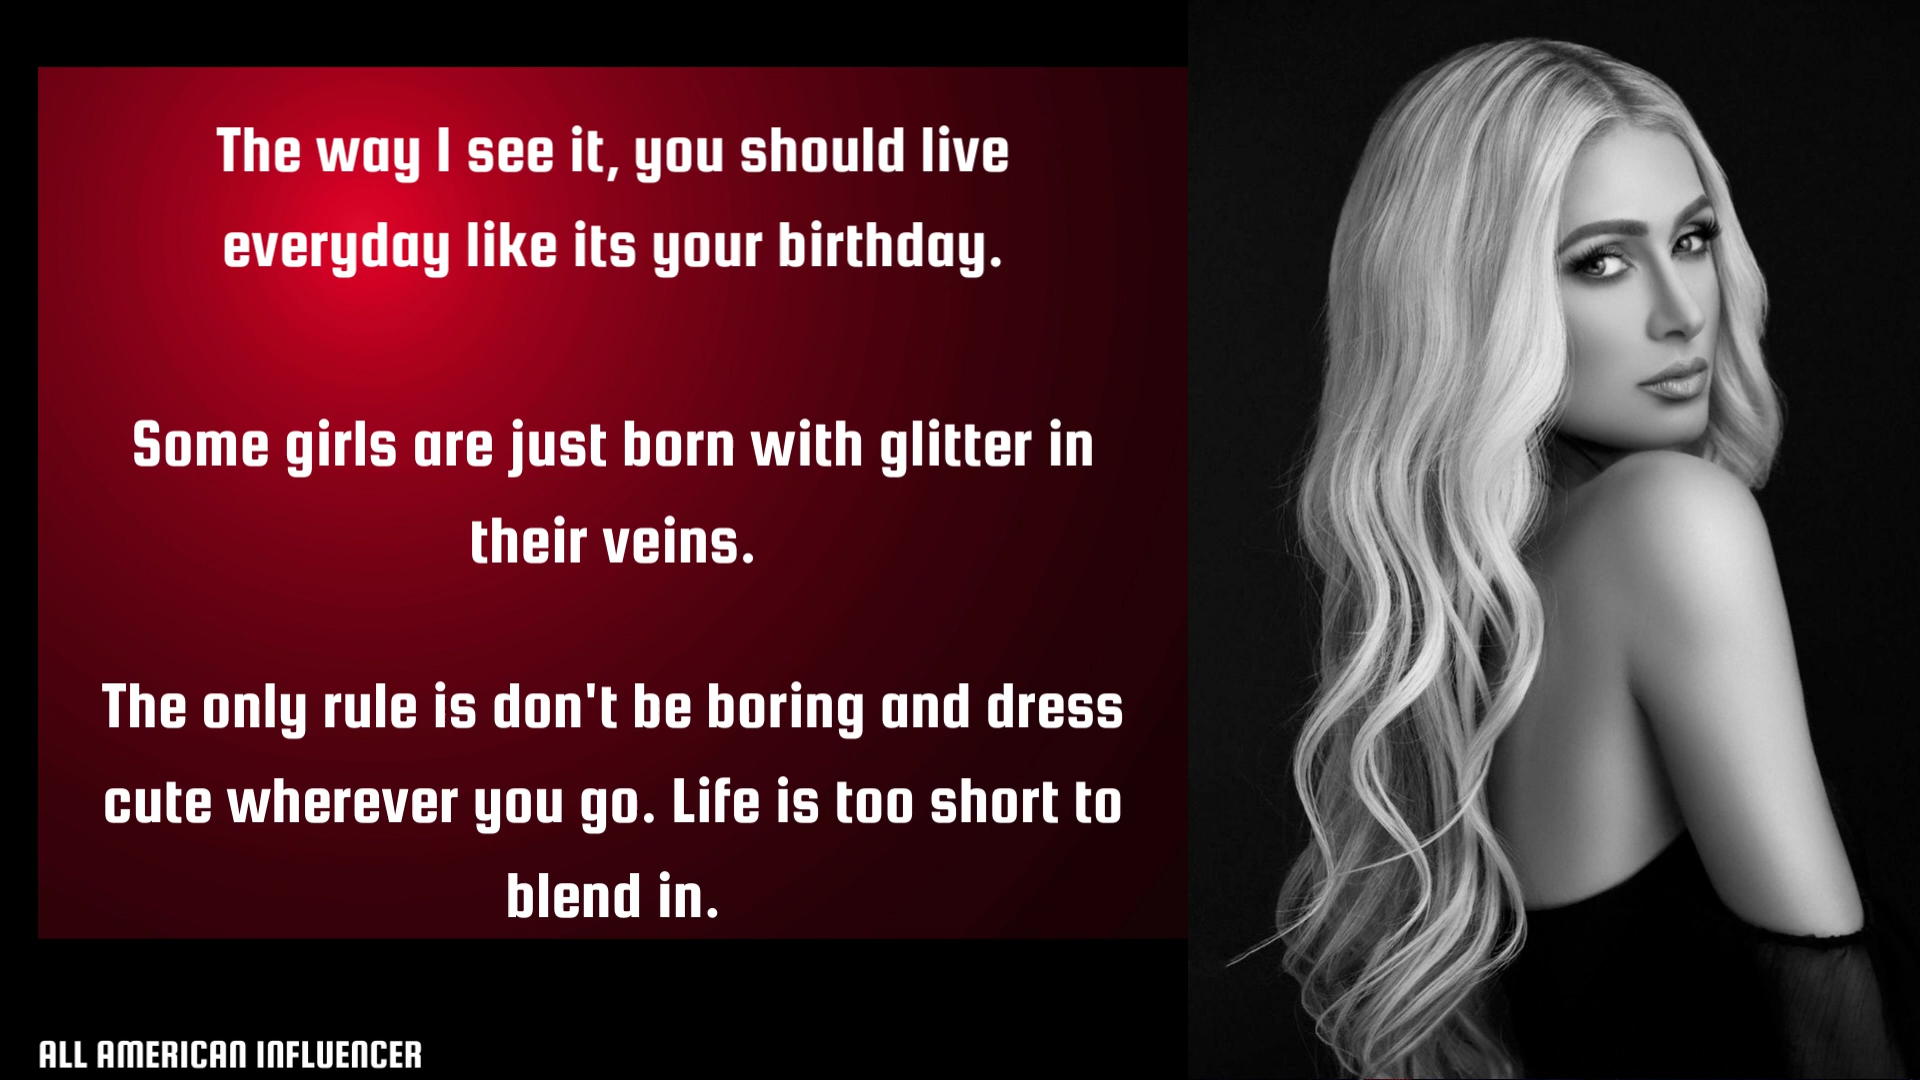 The way I see it, you should live
everyday like its your birthday.
Some girls are just born with glitter in
their veins.
The only rule is don't be boring and dress
cute wherever you go. Life is too short to
blend in.
ALL AMERICAN INFLUENCER